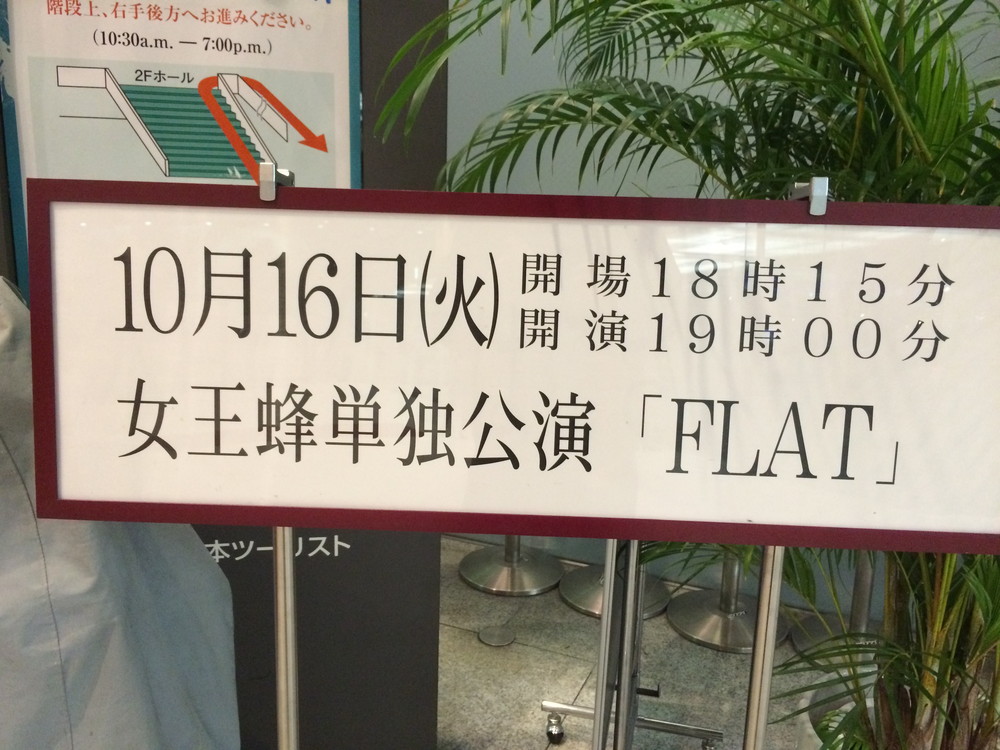 階段上、右手後方へお進みください。
(10:30a.m. ― 7:00p.m.)
2Fホール
10月16日(火)
開場18時15分
開演19時00分
女王蜂単独公演「FLAT」
本ツーリスト